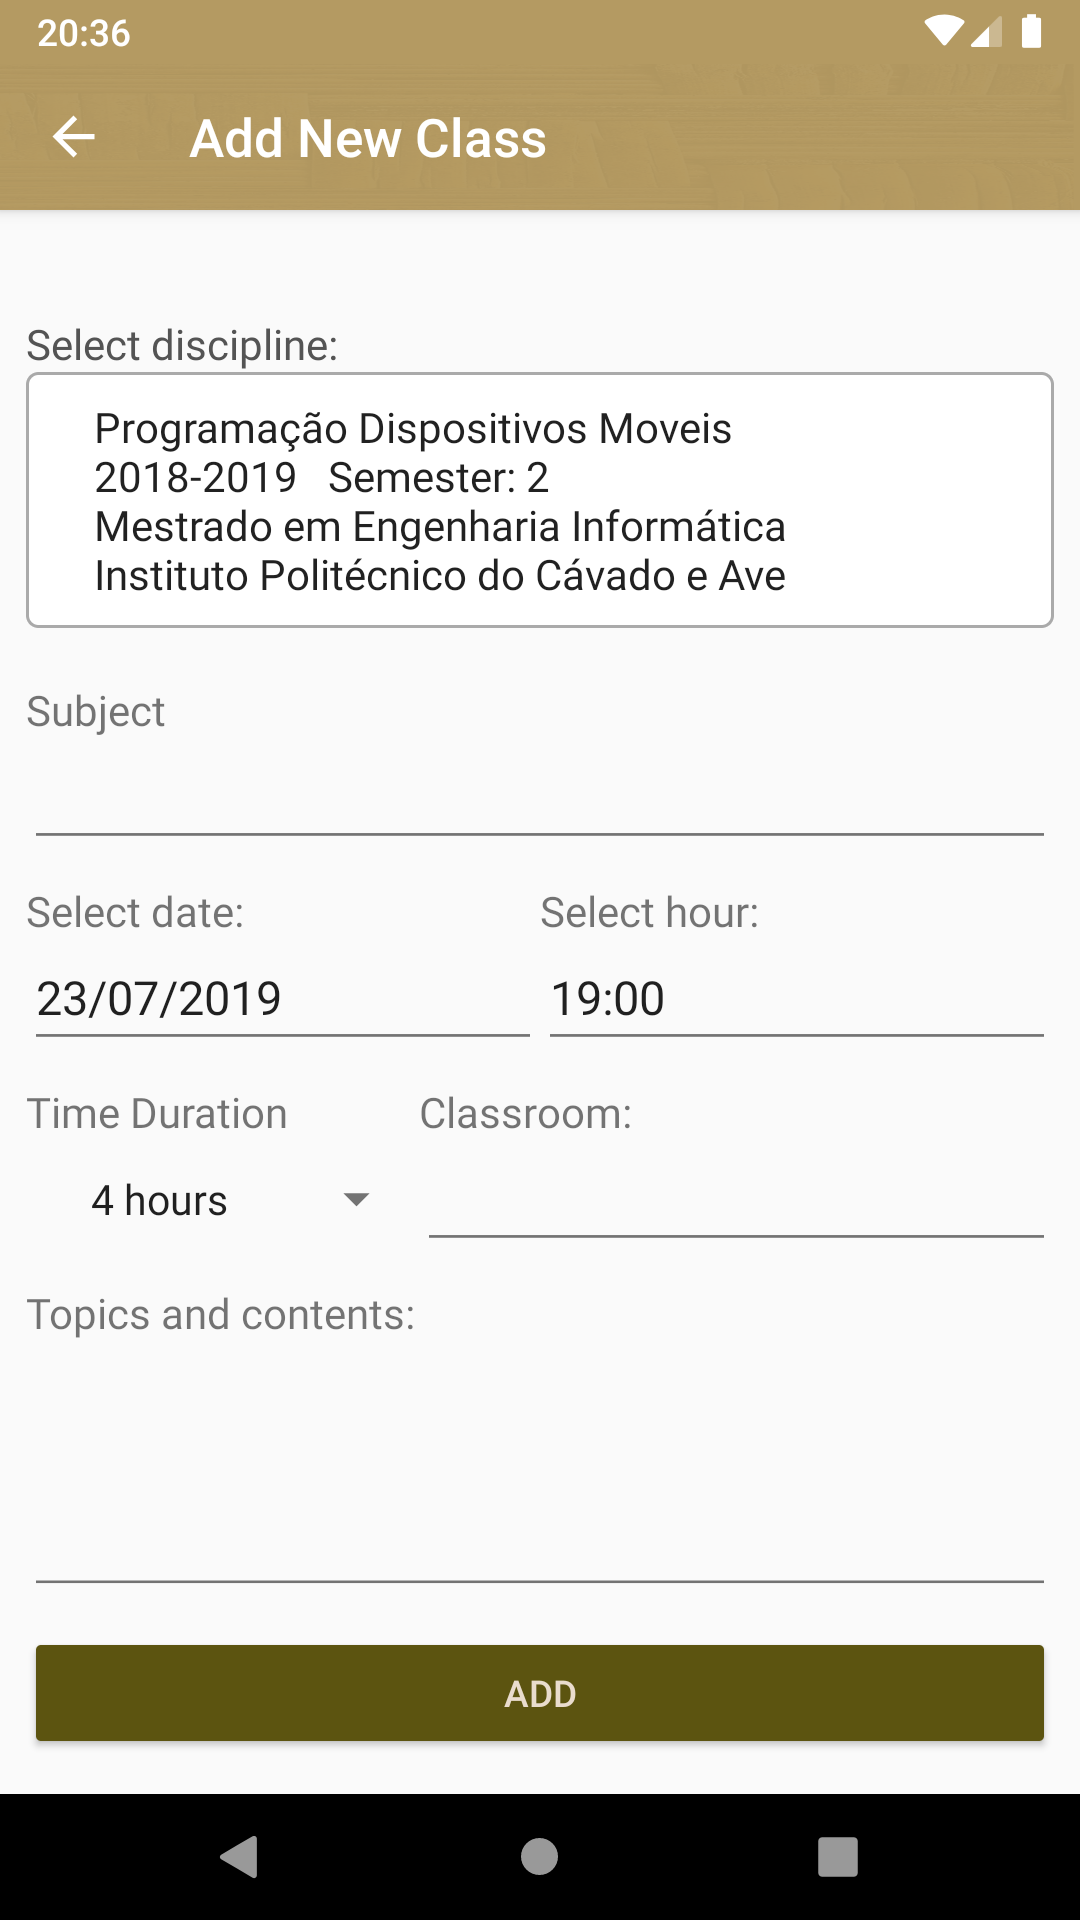 20:36
Add New Class
Select discipline:
Programação Dispositivos Moveis
2018-2019 Semester: 2
Mestrado em Engenharia Informática
Instituto Politécnico do Cávado e Ave
Subject
Select date: Select hour:
23/07/2019 19:00
Time Duration Classroom:
4 hours
Topics and contents:
ADD